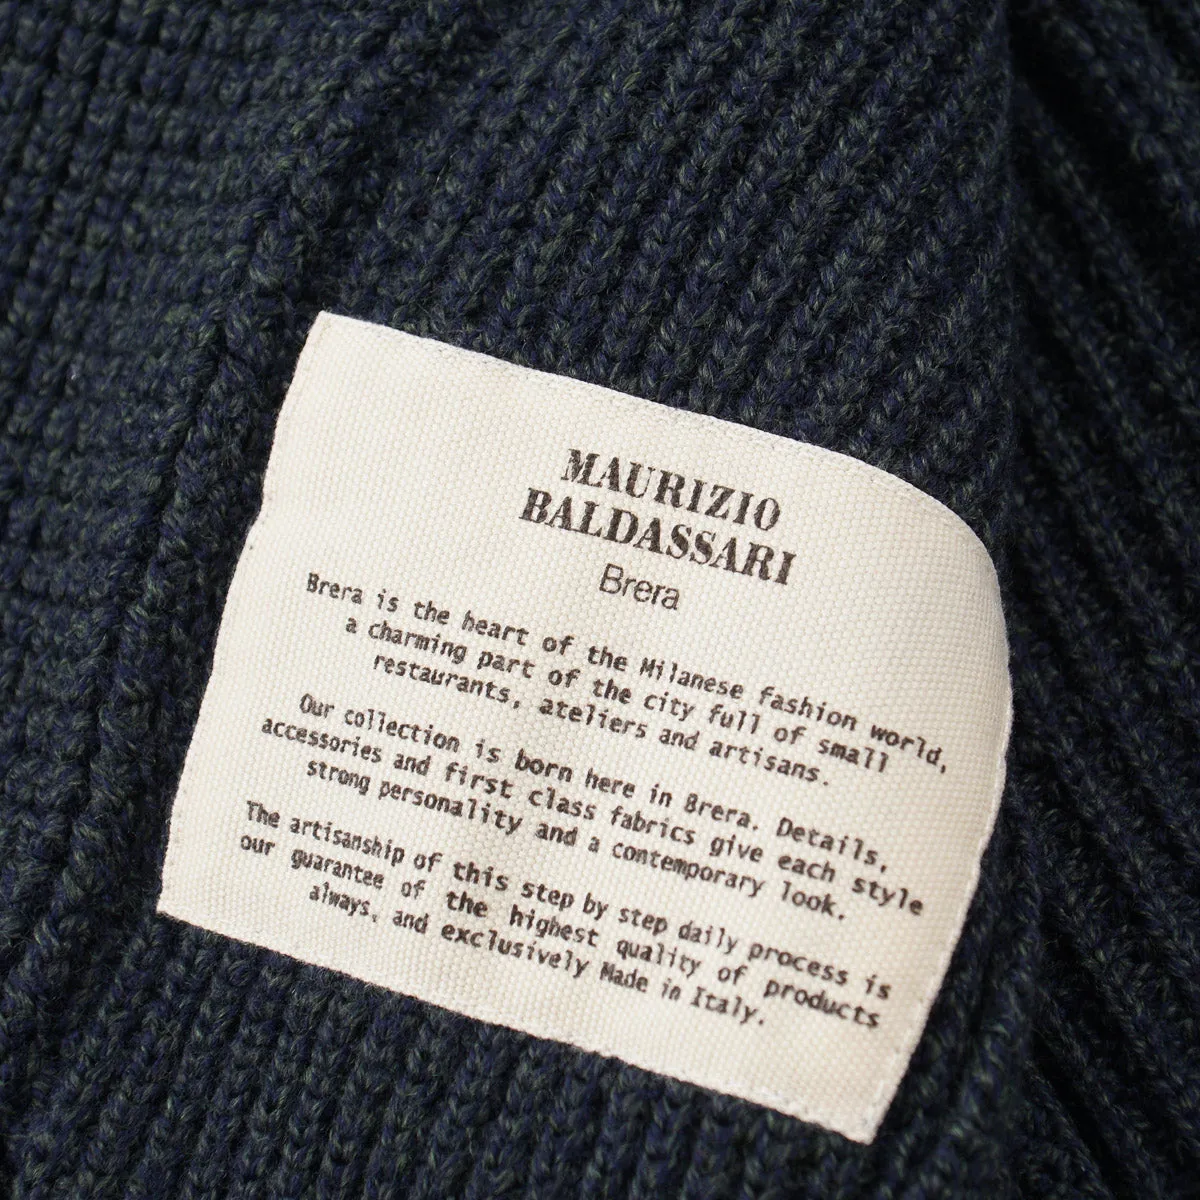 MAURIZIO
BALDASSARI
Brera
Brera is the heart of the Milanese fashion world,
a charming part of the city full of small
restaurants, ateliers and artisans.
Our collection is born here in Brera. Details,
accessories and first class fabrics give each style
strong personality and a contemporary look.
The artisanship of this step by step daily process is
our guarantee of the highest quality of products
always, and exclusively Made in Italy.